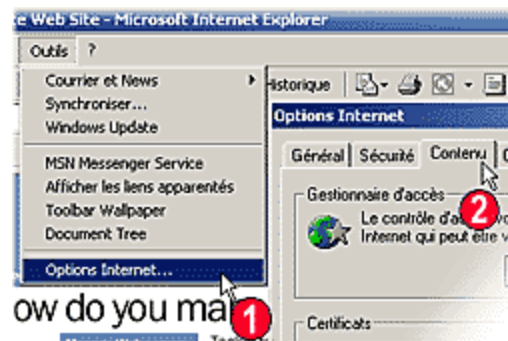 e Web Site - Microsoft Internet Explorer
Outils ?
Courrier et News
Synchroniser...
Windows Update
MSN Messenger Service
Afficher les liens apparentés
Toolbar Wallpaper
Document Tree
Options Internet...
ow do you ma
1
Historique
Options Internet
Général Sécurité Contenu
2
Gestionnaire d'accès
Le contrôle d'a
Internet qui peut être v
Certificats